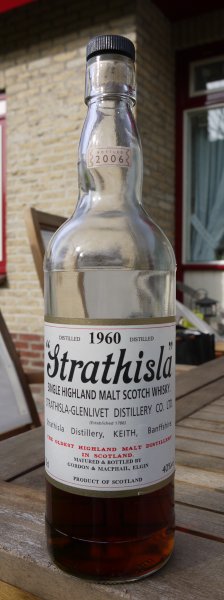 BOTTLED
2006
DISTILLED 1960 DISTILLED
"Strathisla"
SINGLE HIGHLAND MALT SCOTCH WHISKY
STRATHISLA-GLENLIVET DISTILLERY CO. LTD.
(Established 1786)
Strathisla Distillery, KEITH, Banffshire.
THE OLDEST HIGHLAND MALT DISTILLERY
IN SCOTLAND.
MATURED & BOTTLED BY
GORDON & MACPHAIL, ELGIN
cl 40%
PRODUCT OF SCOTLAND